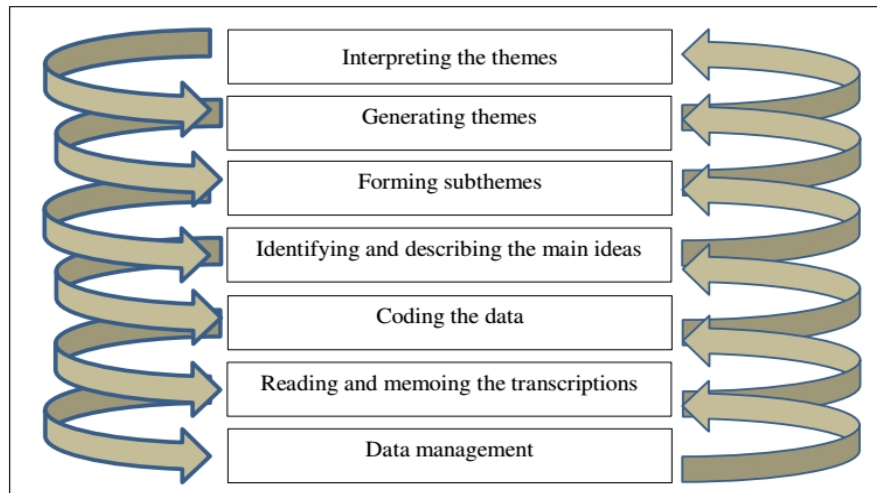 Interpreting the themes
Generating themes
Forming subthemes
Identifying and describing the main ideas
Coding the data
Reading and memoing the transcriptions
Data management